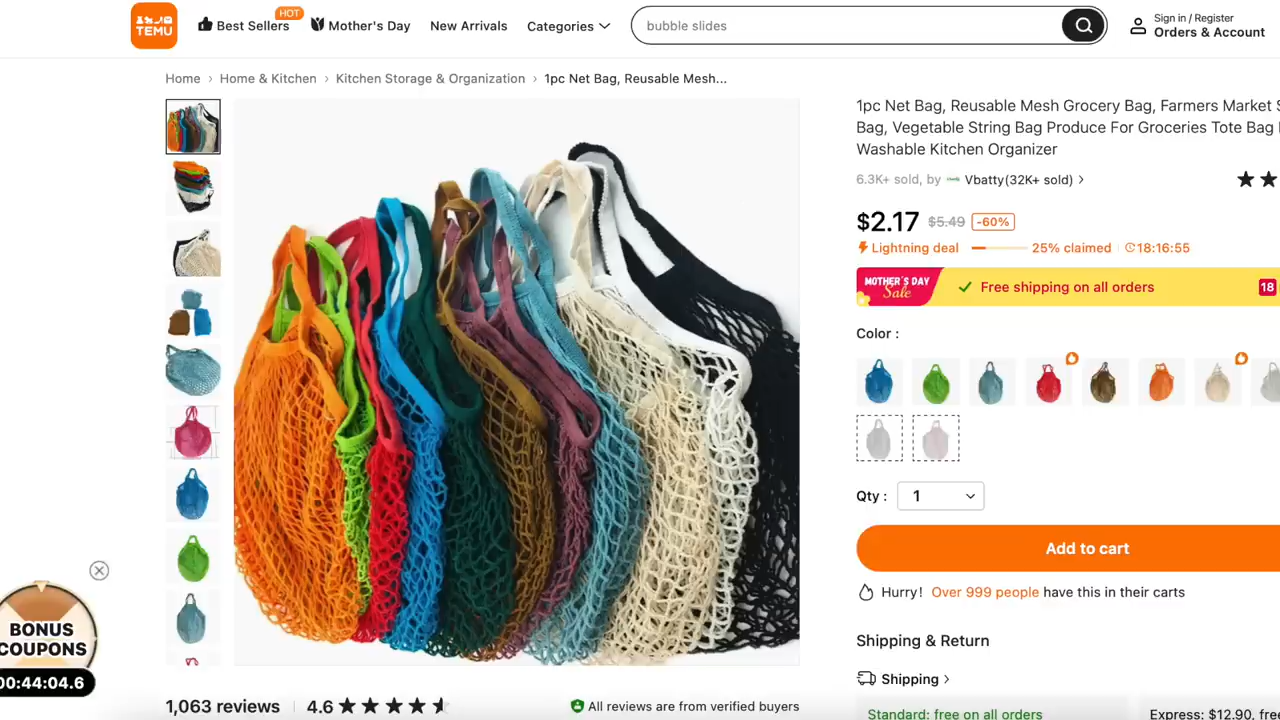 TEMU
Best Sellers
HOT
Mother's Day
New Arrivals
Categories
bubble slides
Sign in / Register
Orders & Account
Home › Home & Kitchen › Kitchen Storage & Organization › 1pc Net Bag, Reusable Mesh...
1pc Net Bag, Reusable Mesh Grocery Bag, Farmers Market S
Bag, Vegetable String Bag Produce For Groceries Tote Bag
Washable Kitchen Organizer
6.3K+ sold, by Vbatty(32K+ sold) >
$2.17 $5.49 -60%
Lightning deal 25% claimed 18:16:55
MOTHER'S DAY
Sale
Free shipping on all orders
18
Color :
Qty : 1
Add to cart
Hurry! Over 999 people have this in their carts
Shipping & Return
Shipping >
Standard: free on all orders
Express: $12.90, free
BONUS
COUPONS
00:44:04.6
1,063 reviews
4.6
All reviews are from verified buyers